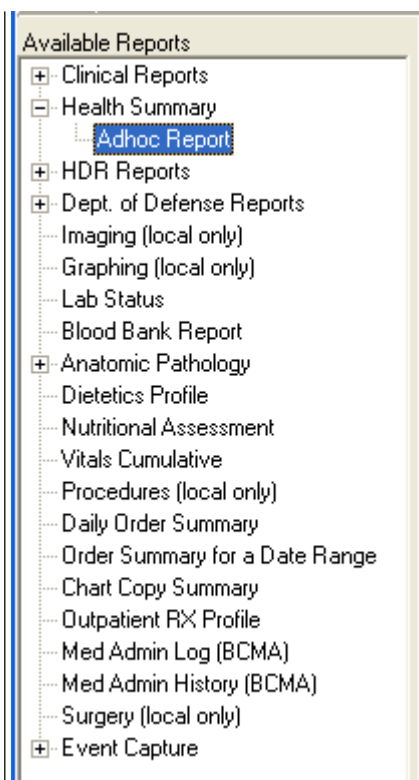 Available Reports
Clinical Reports
Health Summary
Adhoc Report
HDR Reports
Dept. of Defense Reports
Imaging (local only)
Graphing (local only)
Lab Status
Blood Bank Report
Anatomic Pathology
Dietetics Profile
Nutritional Assessment
Vitals Cumulative
Procedures (local only)
Daily Order Summary
Order Summary for a Date Range
Chart Copy Summary
Outpatient RX Profile
Med Admin Log (BCMA)
Med Admin History (BCMA)
Surgery (local only)
Event Capture